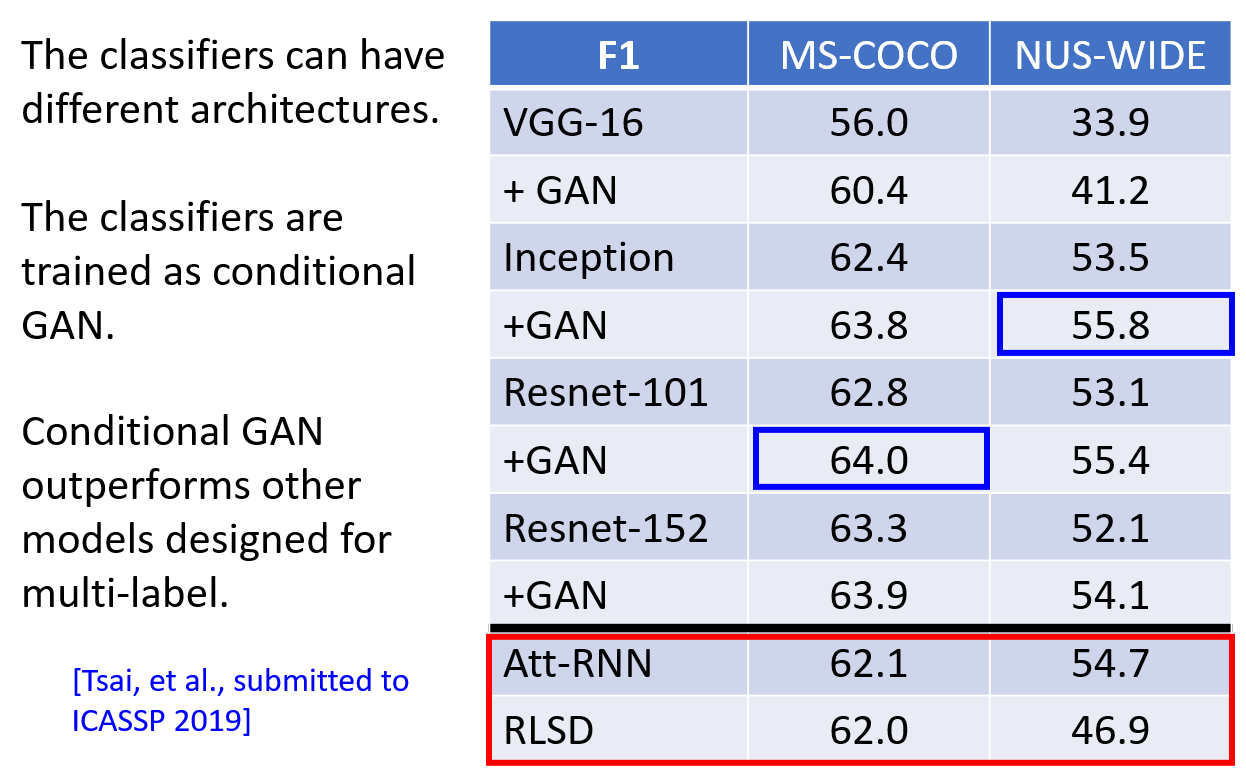 The classifiers can have
different architectures.
The classifiers are
trained as conditional
GAN.
Conditional GAN
outperforms other
models designed for
multi-label.
[Tsai, et al., submitted to
ICASSP 2019]
F1 MS-COCO NUS-WIDE
VGG-16 56.0 33.9
+ GAN 60.4 41.2
Inception 62.4 53.5
+GAN 63.8 55.8
Resnet-101 62.8 53.1
+GAN 64.0 55.4
Resnet-152 63.3 52.1
+GAN 63.9 54.1
Att-RNN 62.1 54.7
RLSD 62.0 46.9